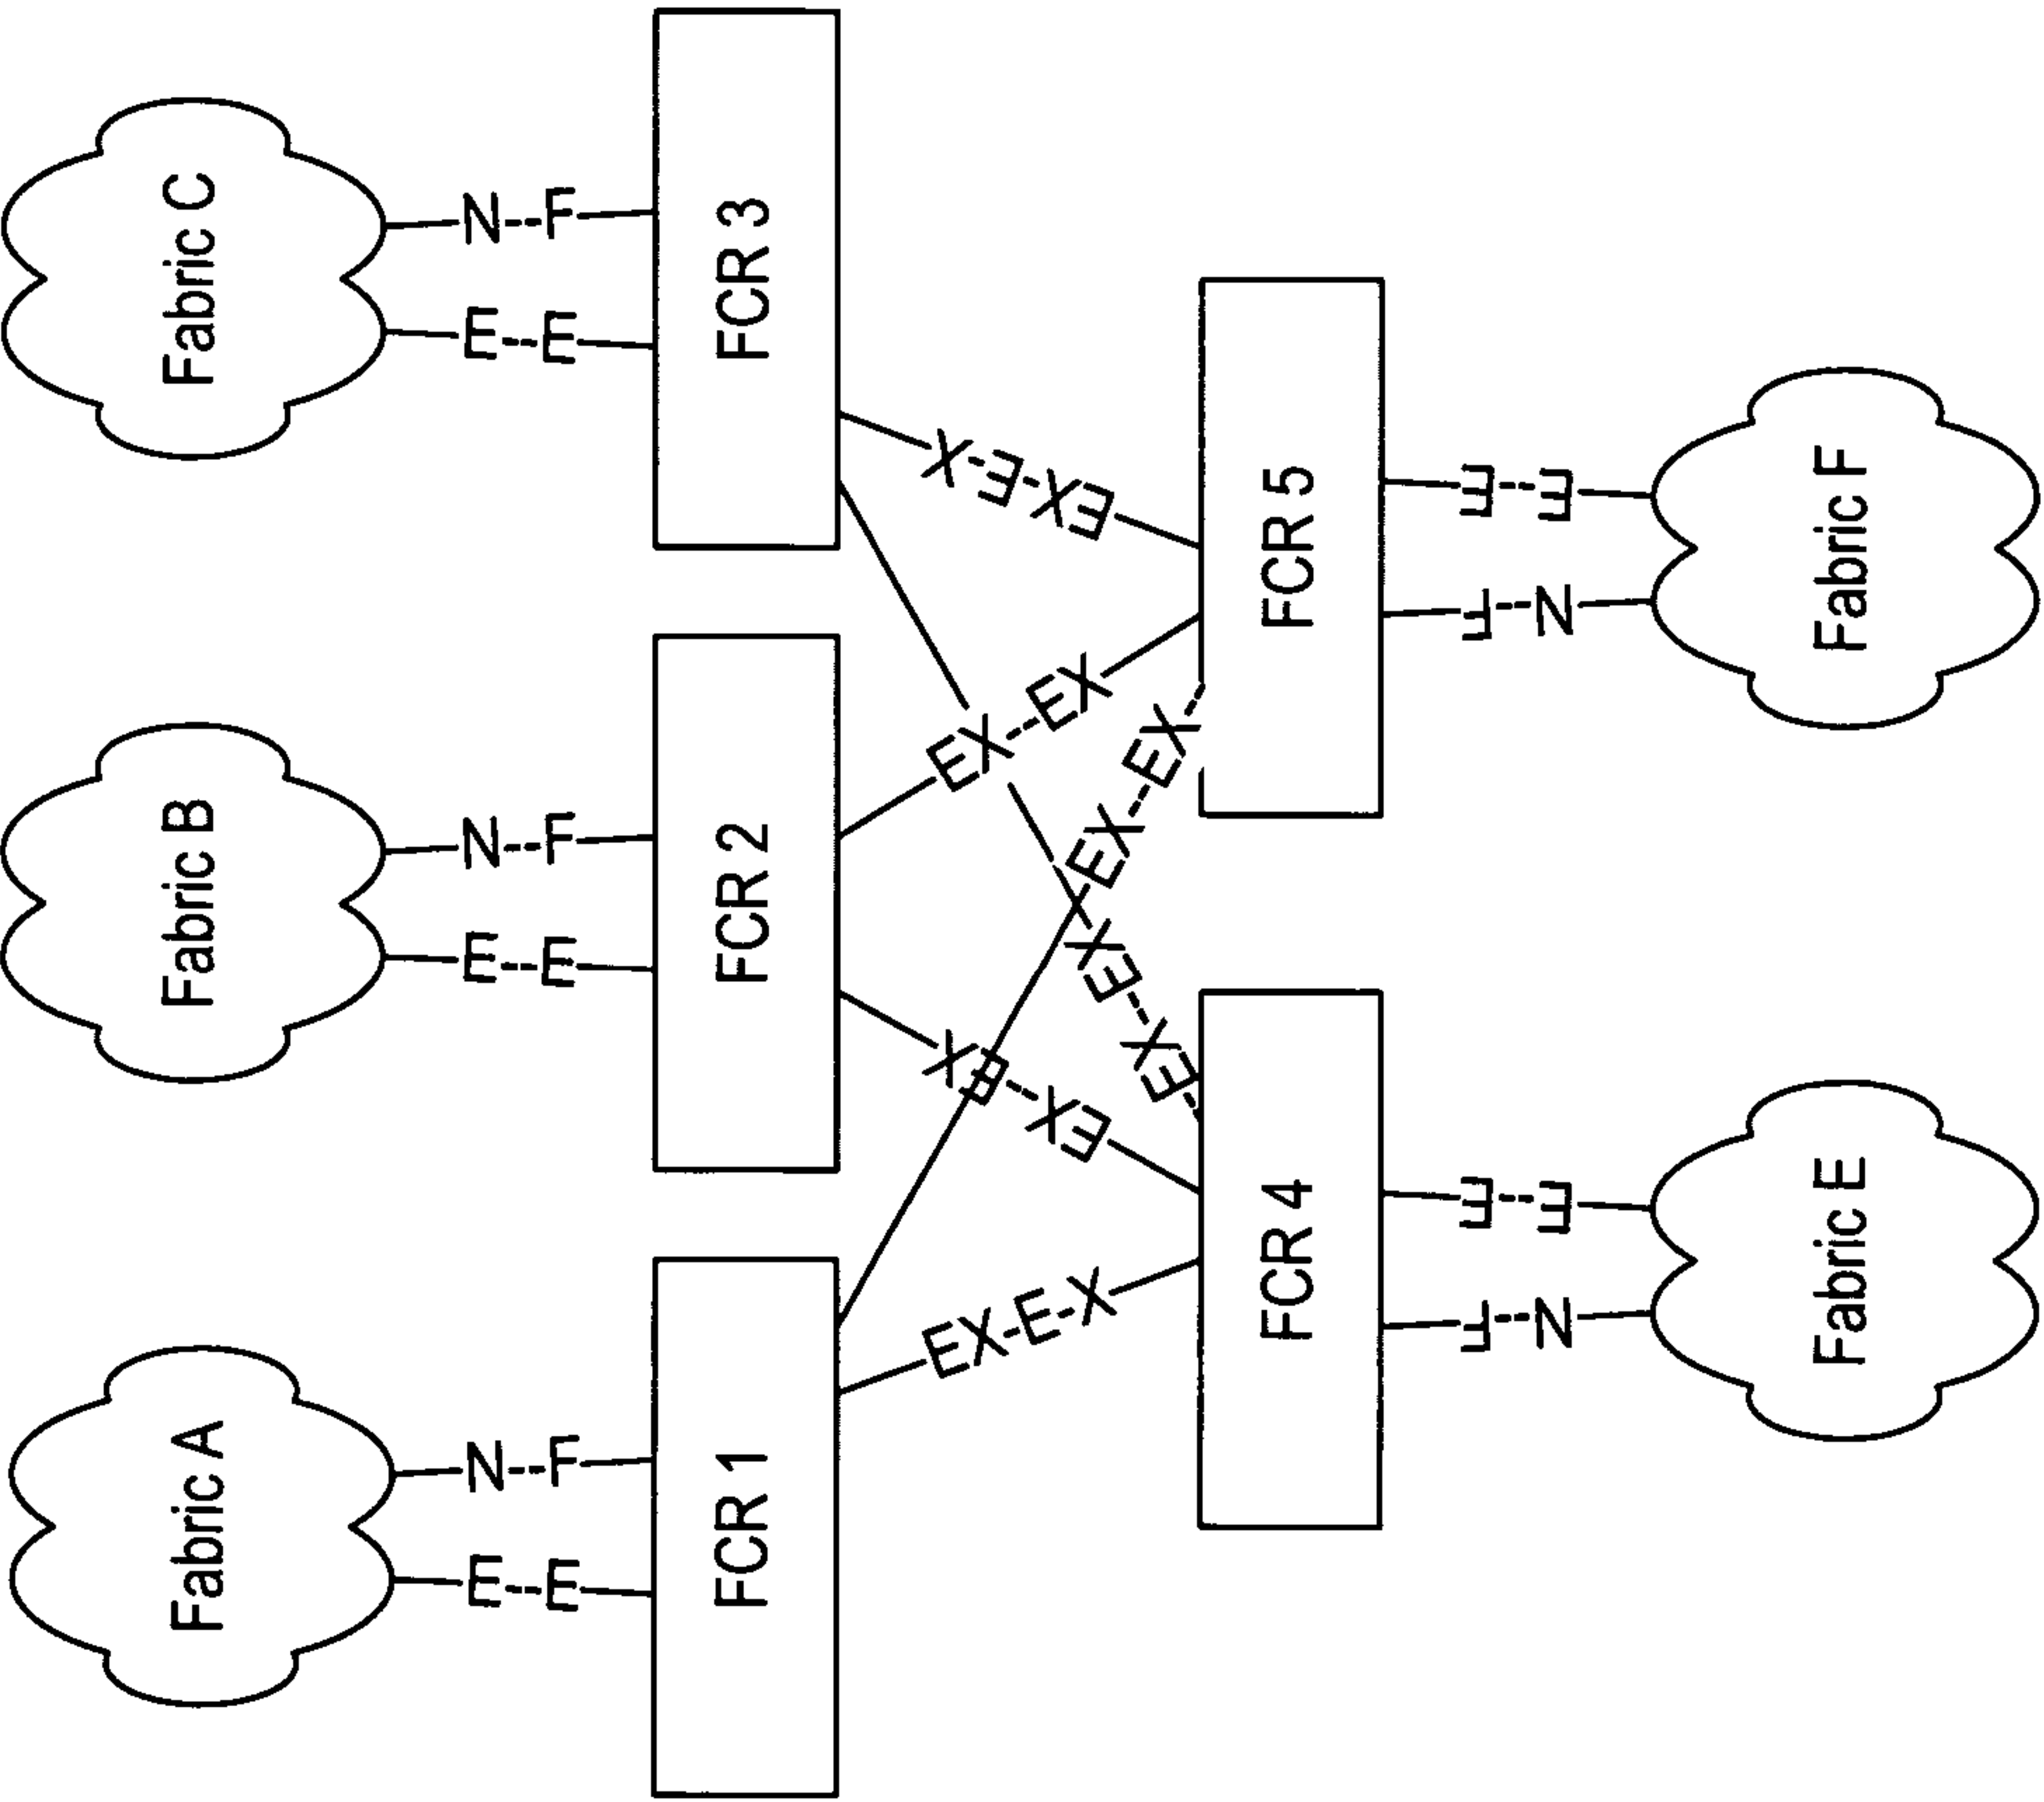 Fabric A
Fabric B
Fabric C
E--E
N--F
E--E
N--F
E--E
N--F
FCR 1
FCR 2
FCR 3
EX-E-X
EX--EX
EX--EX
EX--EX
EX--EX
EX-E-X
FCR 4
FCR 5
N--F
E--E
N--F
E--E
Fabric E
Fabric F